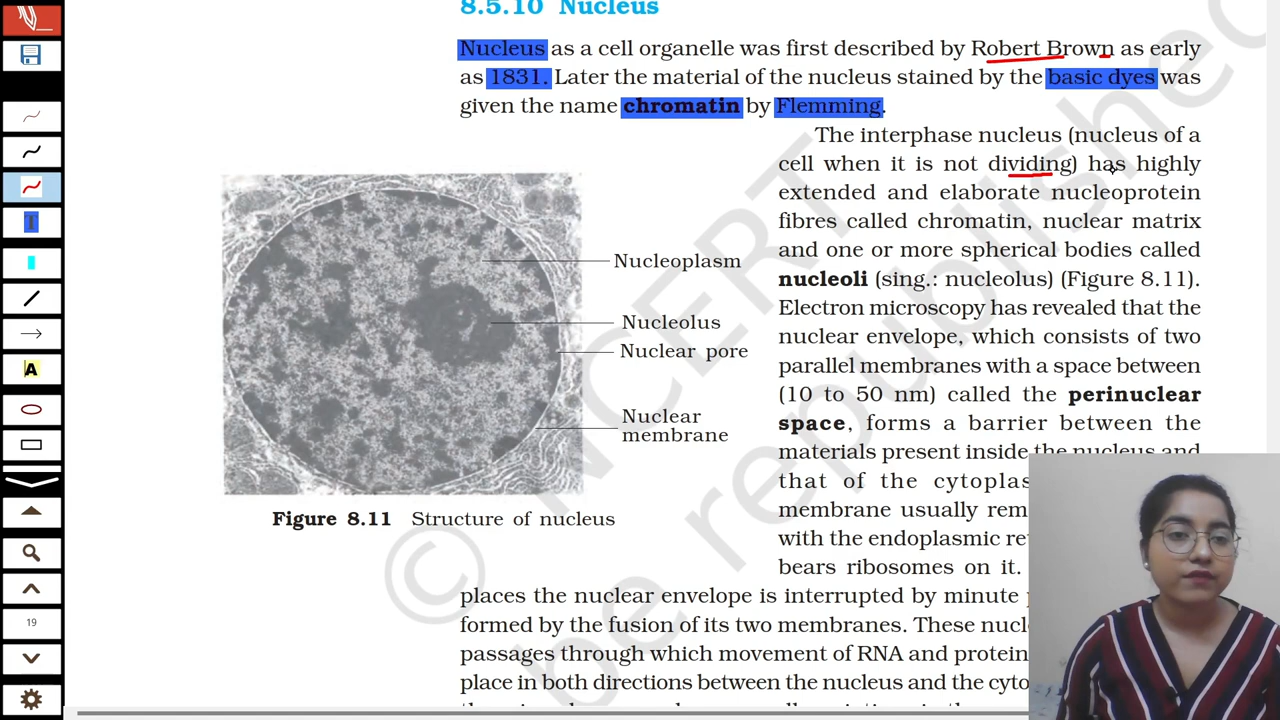 8.5.10 Nucleus
Nucleus as a cell organelle was first described by Robert Brown as early
as 1831. Later the material of the nucleus stained by the basic dyes was
given the name chromatin by Flemming.
The interphase nucleus (nucleus of a
cell when it is not dividing) has highly
extended and elaborate nucleoprotein
fibres called chromatin, nuclear matrix
and one or more spherical bodies called
nucleoli (sing.: nucleolus) (Figure 8.11).
Electron microscopy has revealed that the
nuclear envelope, which consists of two
parallel membranes with a space between
(10 to 50 nm) called the perinuclear
space, forms a barrier between the
materials present inside the nucleus and
that of the
membrane usually
with the endoplasmic
bears ribosomes on it.
places the nuclear envelope is interrupted by minute
formed by the fusion of its two membranes. These
passages through which movement of RNA and protein
place in both directions between the nucleus and the
Nucleoplasm
Nucleolus
Nuclear pore
Nuclear
membrane
Figure 8.11 Structure of nucleus
© NCERT
be republished
T
A
19